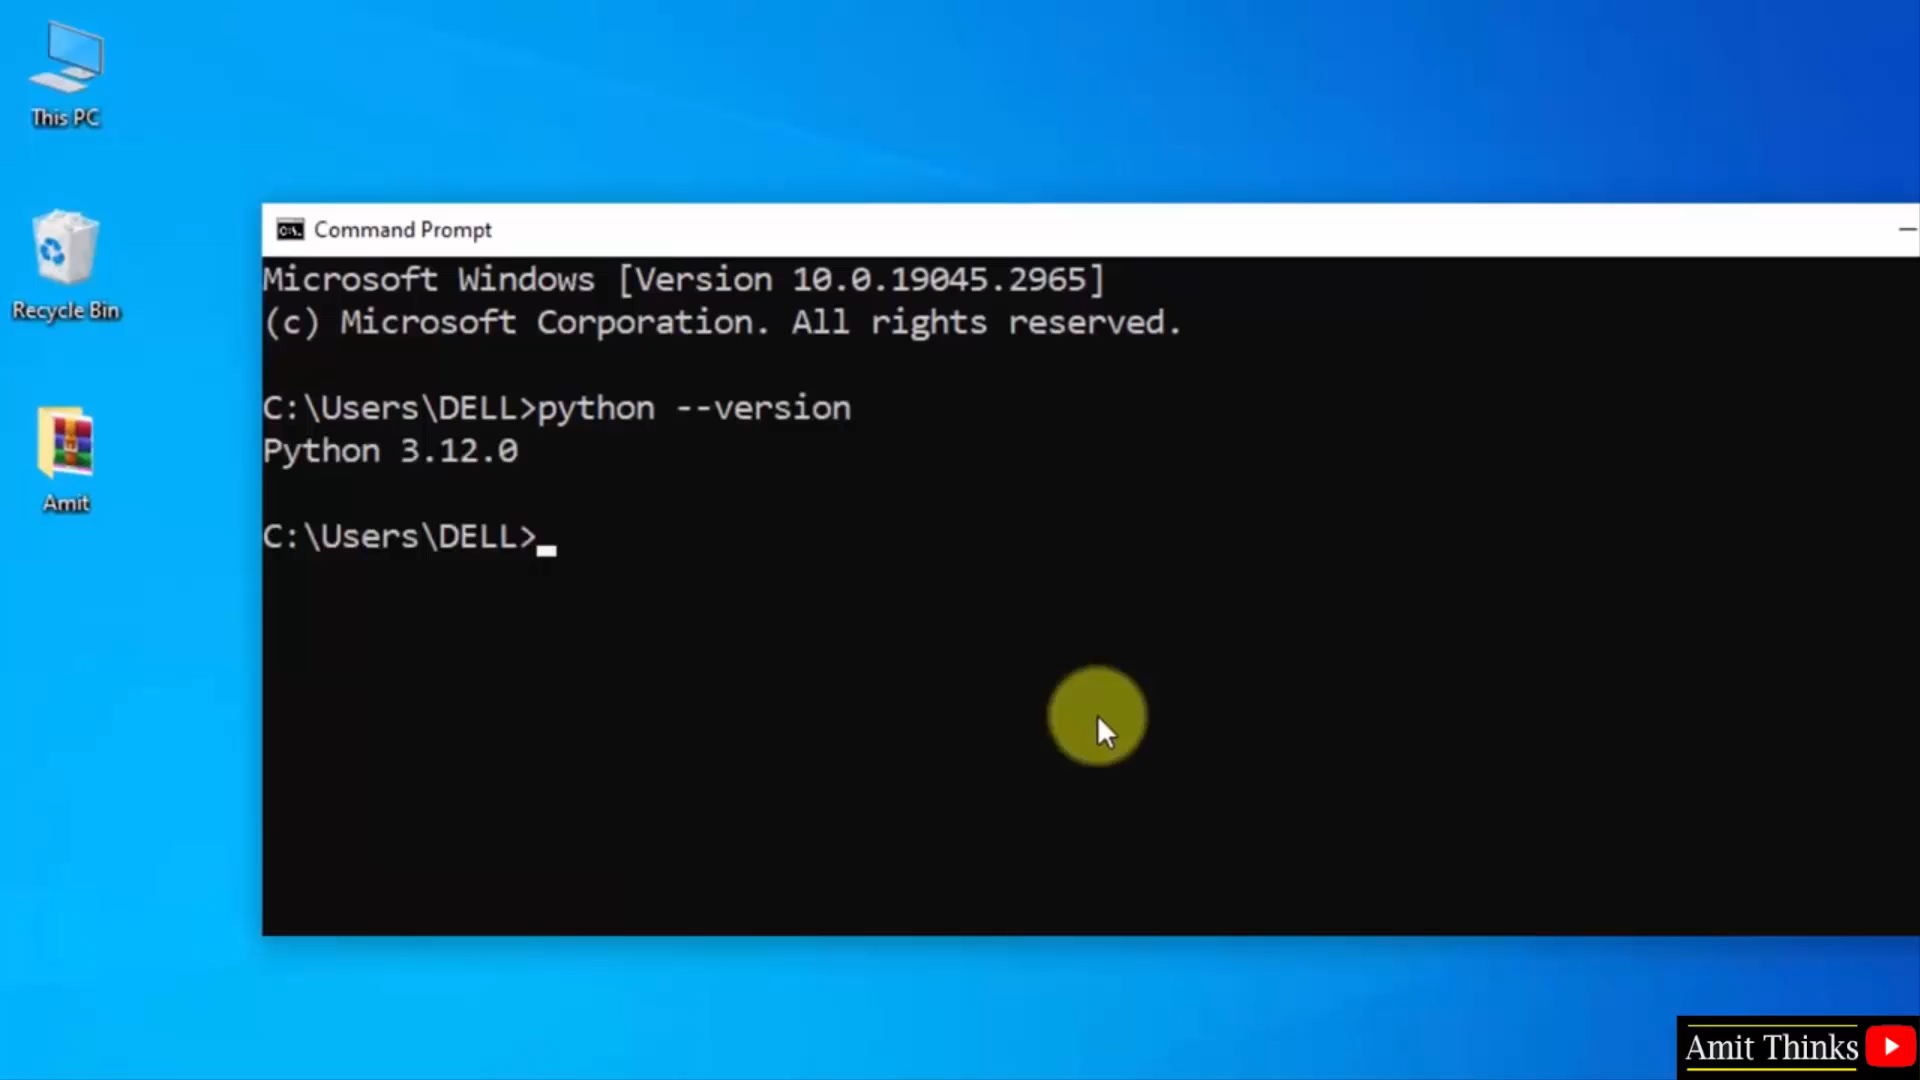 This PC
Recycle Bin
Amit
C:\. Command Prompt
Microsoft Windows [Version 10.0.19045.2965]
(c) Microsoft Corporation. All rights reserved.
C:\Users\DELL>python --version
Python 3.12.0
C:\Users\DELL>
Amit Thinks